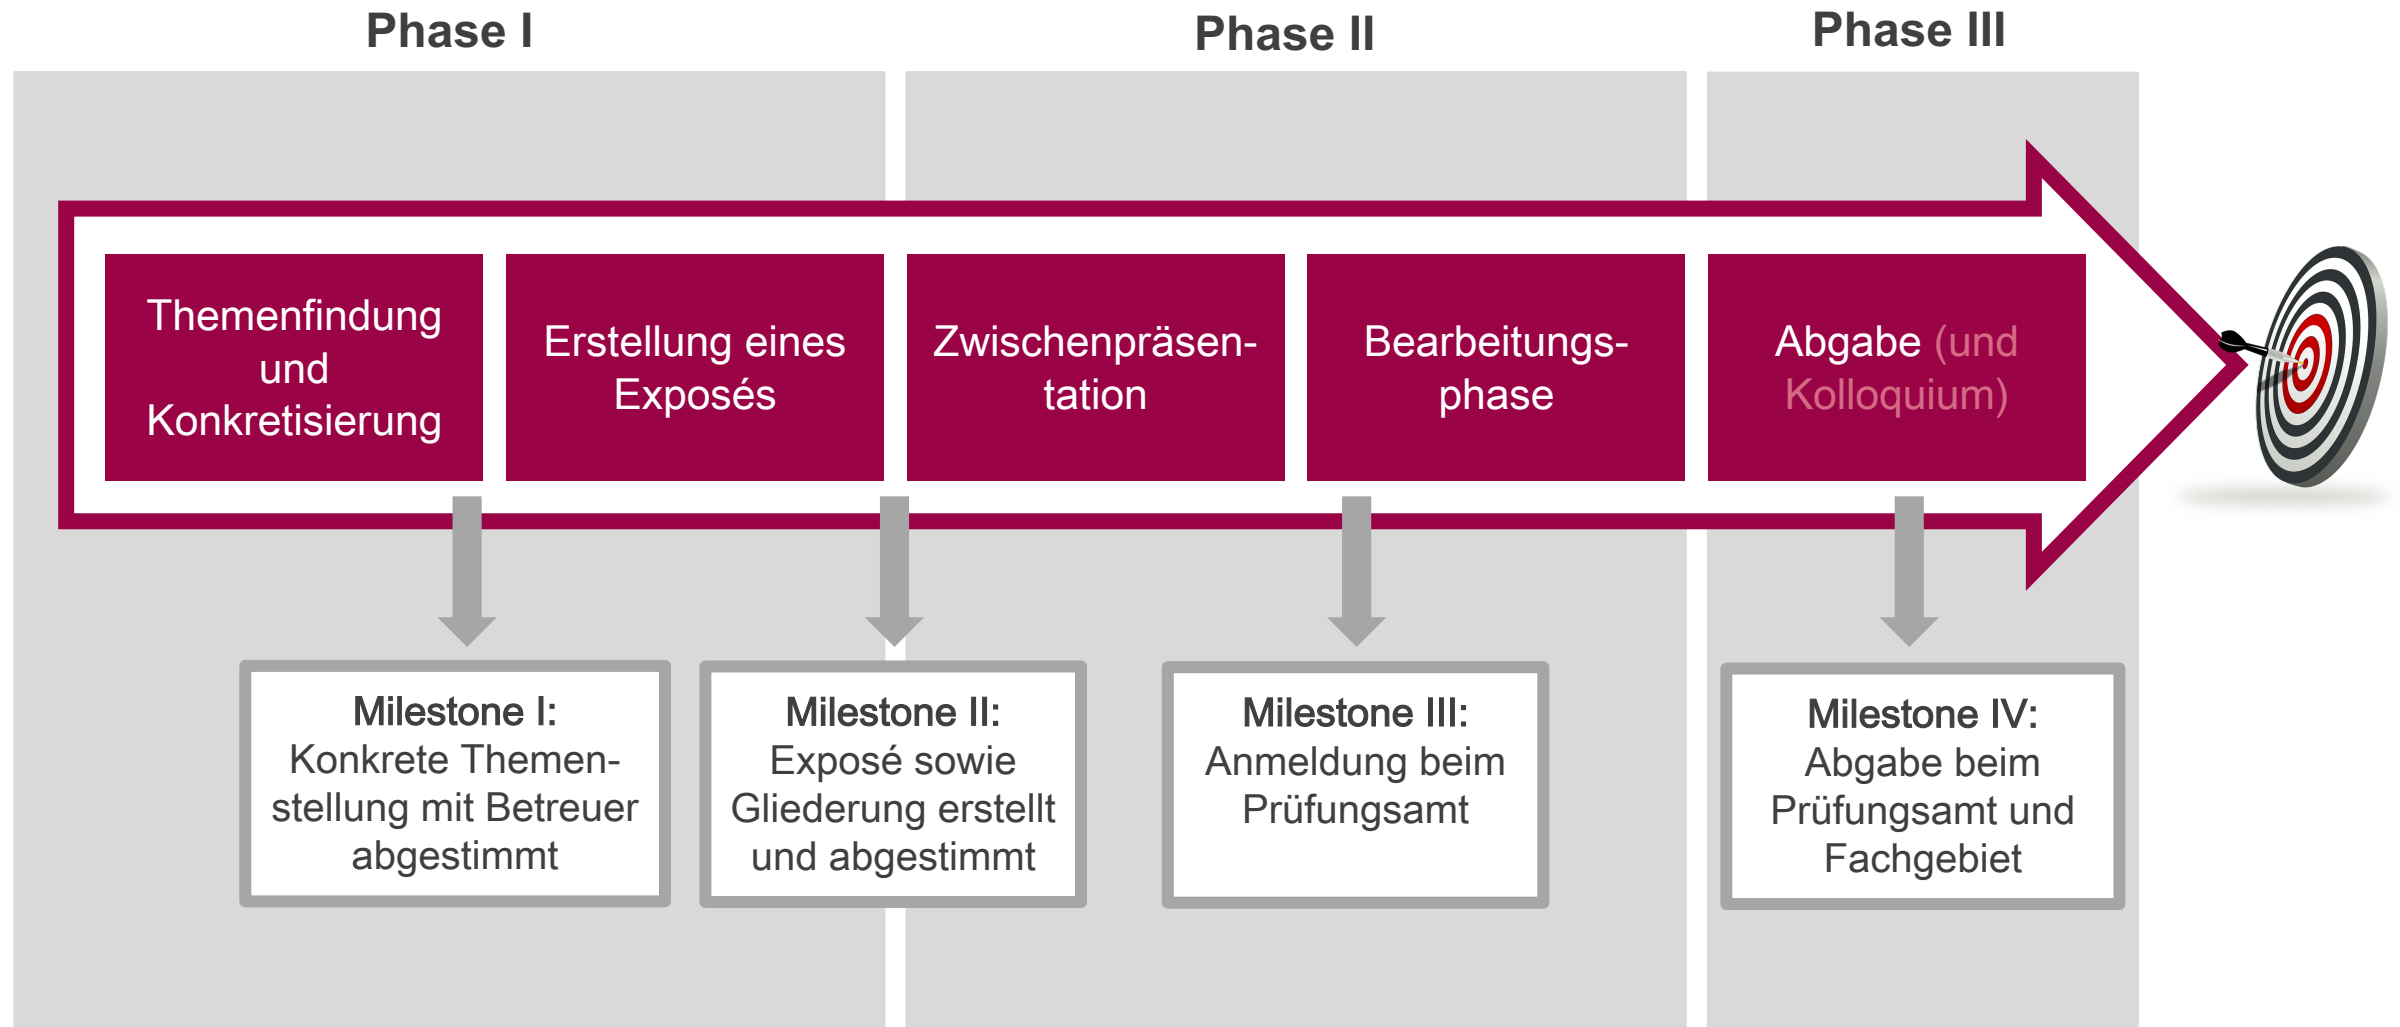 Phase I
Phase II
Phase III
Themenfindung
und
Konkretisierung
Erstellung eines
Exposés
Zwischenpräsen-
tation
Bearbeitungs-
phase
Abgabe (und
Kolloquium)
Milestone I:
Konkrete Themen-
stellung mit Betreuer
abgestimmt
Milestone II:
Exposé sowie
Gliederung erstellt
und abgestimmt
Milestone III:
Anmeldung beim
Prüfungsamt
Milestone IV:
Abgabe beim
Prüfungsamt und
Fachgebiet